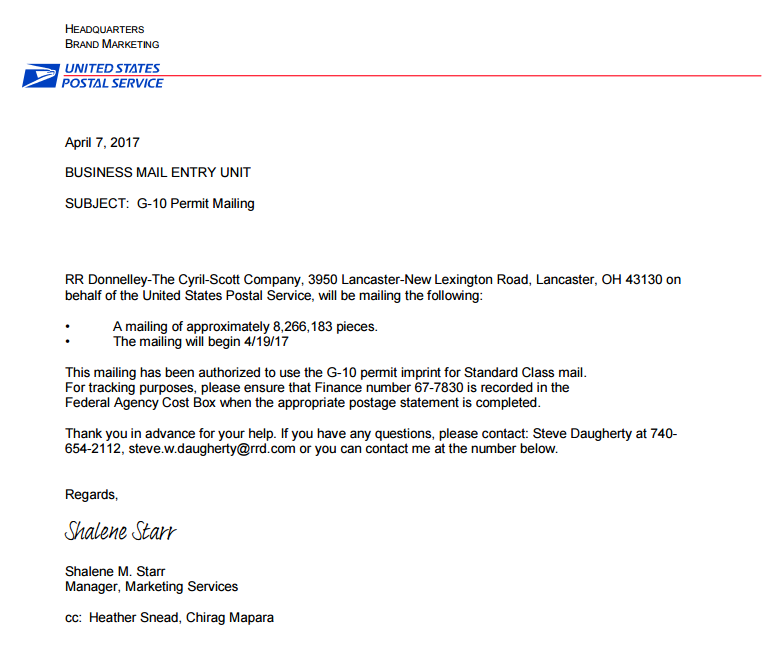 HEADQUARTERS
BRAND MARKETING
UNITED STATES
POSTAL SERVICE
April 7, 2017
BUSINESS MAIL ENTRY UNIT
SUBJECT:  G-10 Permit Mailing
RR Donnelley-The Cyril-Scott Company, 3950 Lancaster-New Lexington Road, Lancaster, OH 43130 on
behalf of the United States Postal Service, will be mailing the following:
• A mailing of approximately 8,266,183 pieces.
• The mailing will begin 4/19/17
This mailing has been authorized to use the G-10 permit imprint for Standard Class mail.
For tracking purposes, please ensure that Finance number 67-7830 is recorded in the
Federal Agency Cost Box when the appropriate postage statement is completed.
Thank you in advance for your help. If you have any questions, please contact: Steve Daugherty at 740-
654-2112, steve.w.daugherty@rrd.com or you can contact me at the number below.
Regards,
Shalene Starr
Shalene M. Starr
Manager, Marketing Services
cc:  Heather Snead, Chirag Mapara